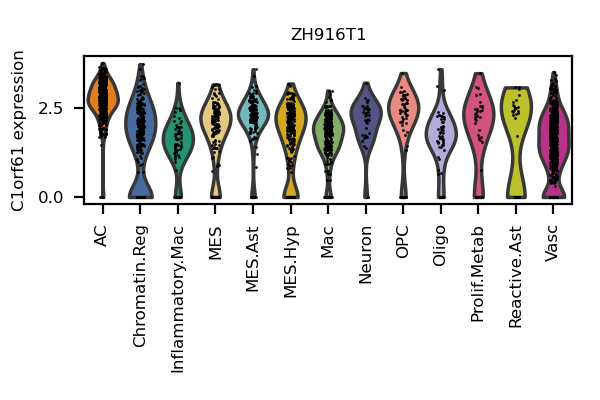 ZH916T1
C1orf61 expression
2.5
0.0
AC
Chromatin.Reg
Inflammatory.Mac
MES
MES.Ast
MES.Hyp
Mac
Neuron
OPC
Oligo
Prolif.Metab
Reactive.Ast
Vasc